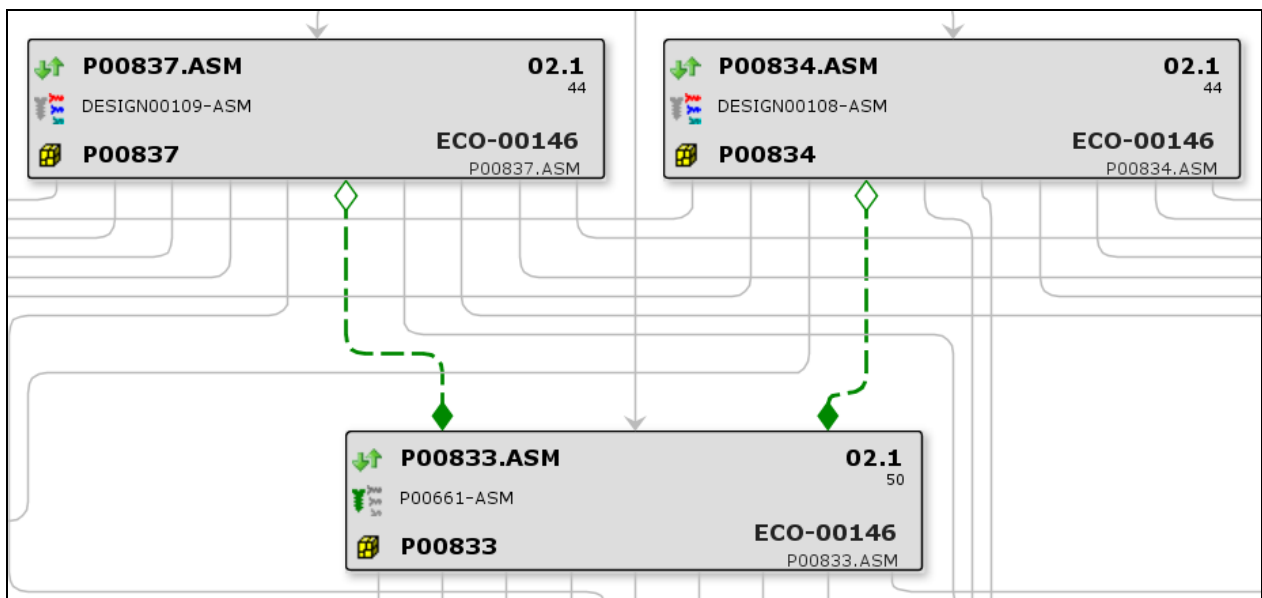 P00837.ASM 02.1
44
DESIGN00109-ASM
ECO-00146
P00837
P00837.ASM
P00834.ASM 02.1
44
DESIGN00108-ASM
ECO-00146
P00834
P00834.ASM
P00833.ASM 02.1
50
P00661-ASM
ECO-00146
P00833
P00833.ASM